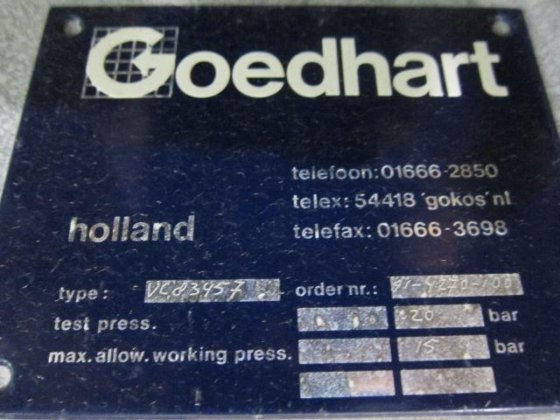 Goedhart
telefoon: 01666-2850
telex: 54418 'gokos' nl
holland
telefax: 01666-3698
type: order nr.:
test press. 20 bar
max. allow. working press. 15 bar